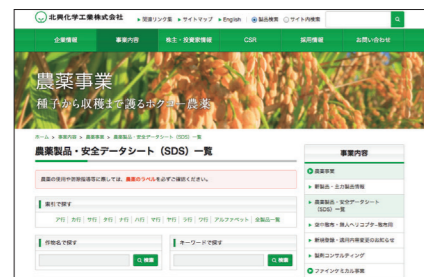 北興化学工業株式会社
▶ 関連リンク集 ▶ サイトマップ ▶ English 製品検索 サイト内検索
企業情報 事業内容 株主・投資家情報 CSR 採用情報 お問い合わせ
農薬事業
種子から収穫まで護るホクコー農薬
ホーム > 事業内容 > 農薬事業 > 農薬製品・安全データシート（SDS）一覧
農薬製品・安全データシート（SDS）一覧
農薬の使用や防除指導等に際しては、農薬のラベルを必ずご確認ください。
索引で探す
ア行 カ行 サ行 タ行 ナ行 ハ行 マ行 ヤ行 ラ行 ワ行 アルファベット 全製品一覧
作物名で探す キーワードで探す
検索 検索
事業内容
農薬事業
▶ 新製品・主力製品情報
▶ 農薬製品・安全データシート
（SDS）一覧
▶ 空中散布・無人ヘリコプター散布用
▶ 新規登録・適用内容変更のお知らせ
▶ 製剤コンサルティング
ファインケミカル事業